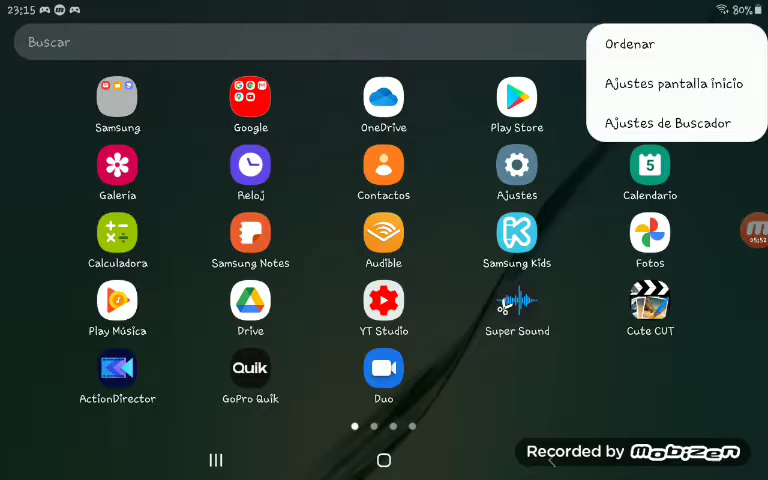 23:15
80%
Buscar
Ordenar
Ajustes pantalla inicio
Ajustes de Buscador
Samsung
Google
OneDrive
Play Store
Galería
Reloj
Contactos
Ajustes
5
Calendario
Calculadora
Samsung Notes
Audible
Samsung Kids
Fotos
05:52
Play Música
Drive
YT Studio
Super Sound
Cute CUT
Quik
ActionDirector
GoPro Quik
Duo
Recorded by mobizen